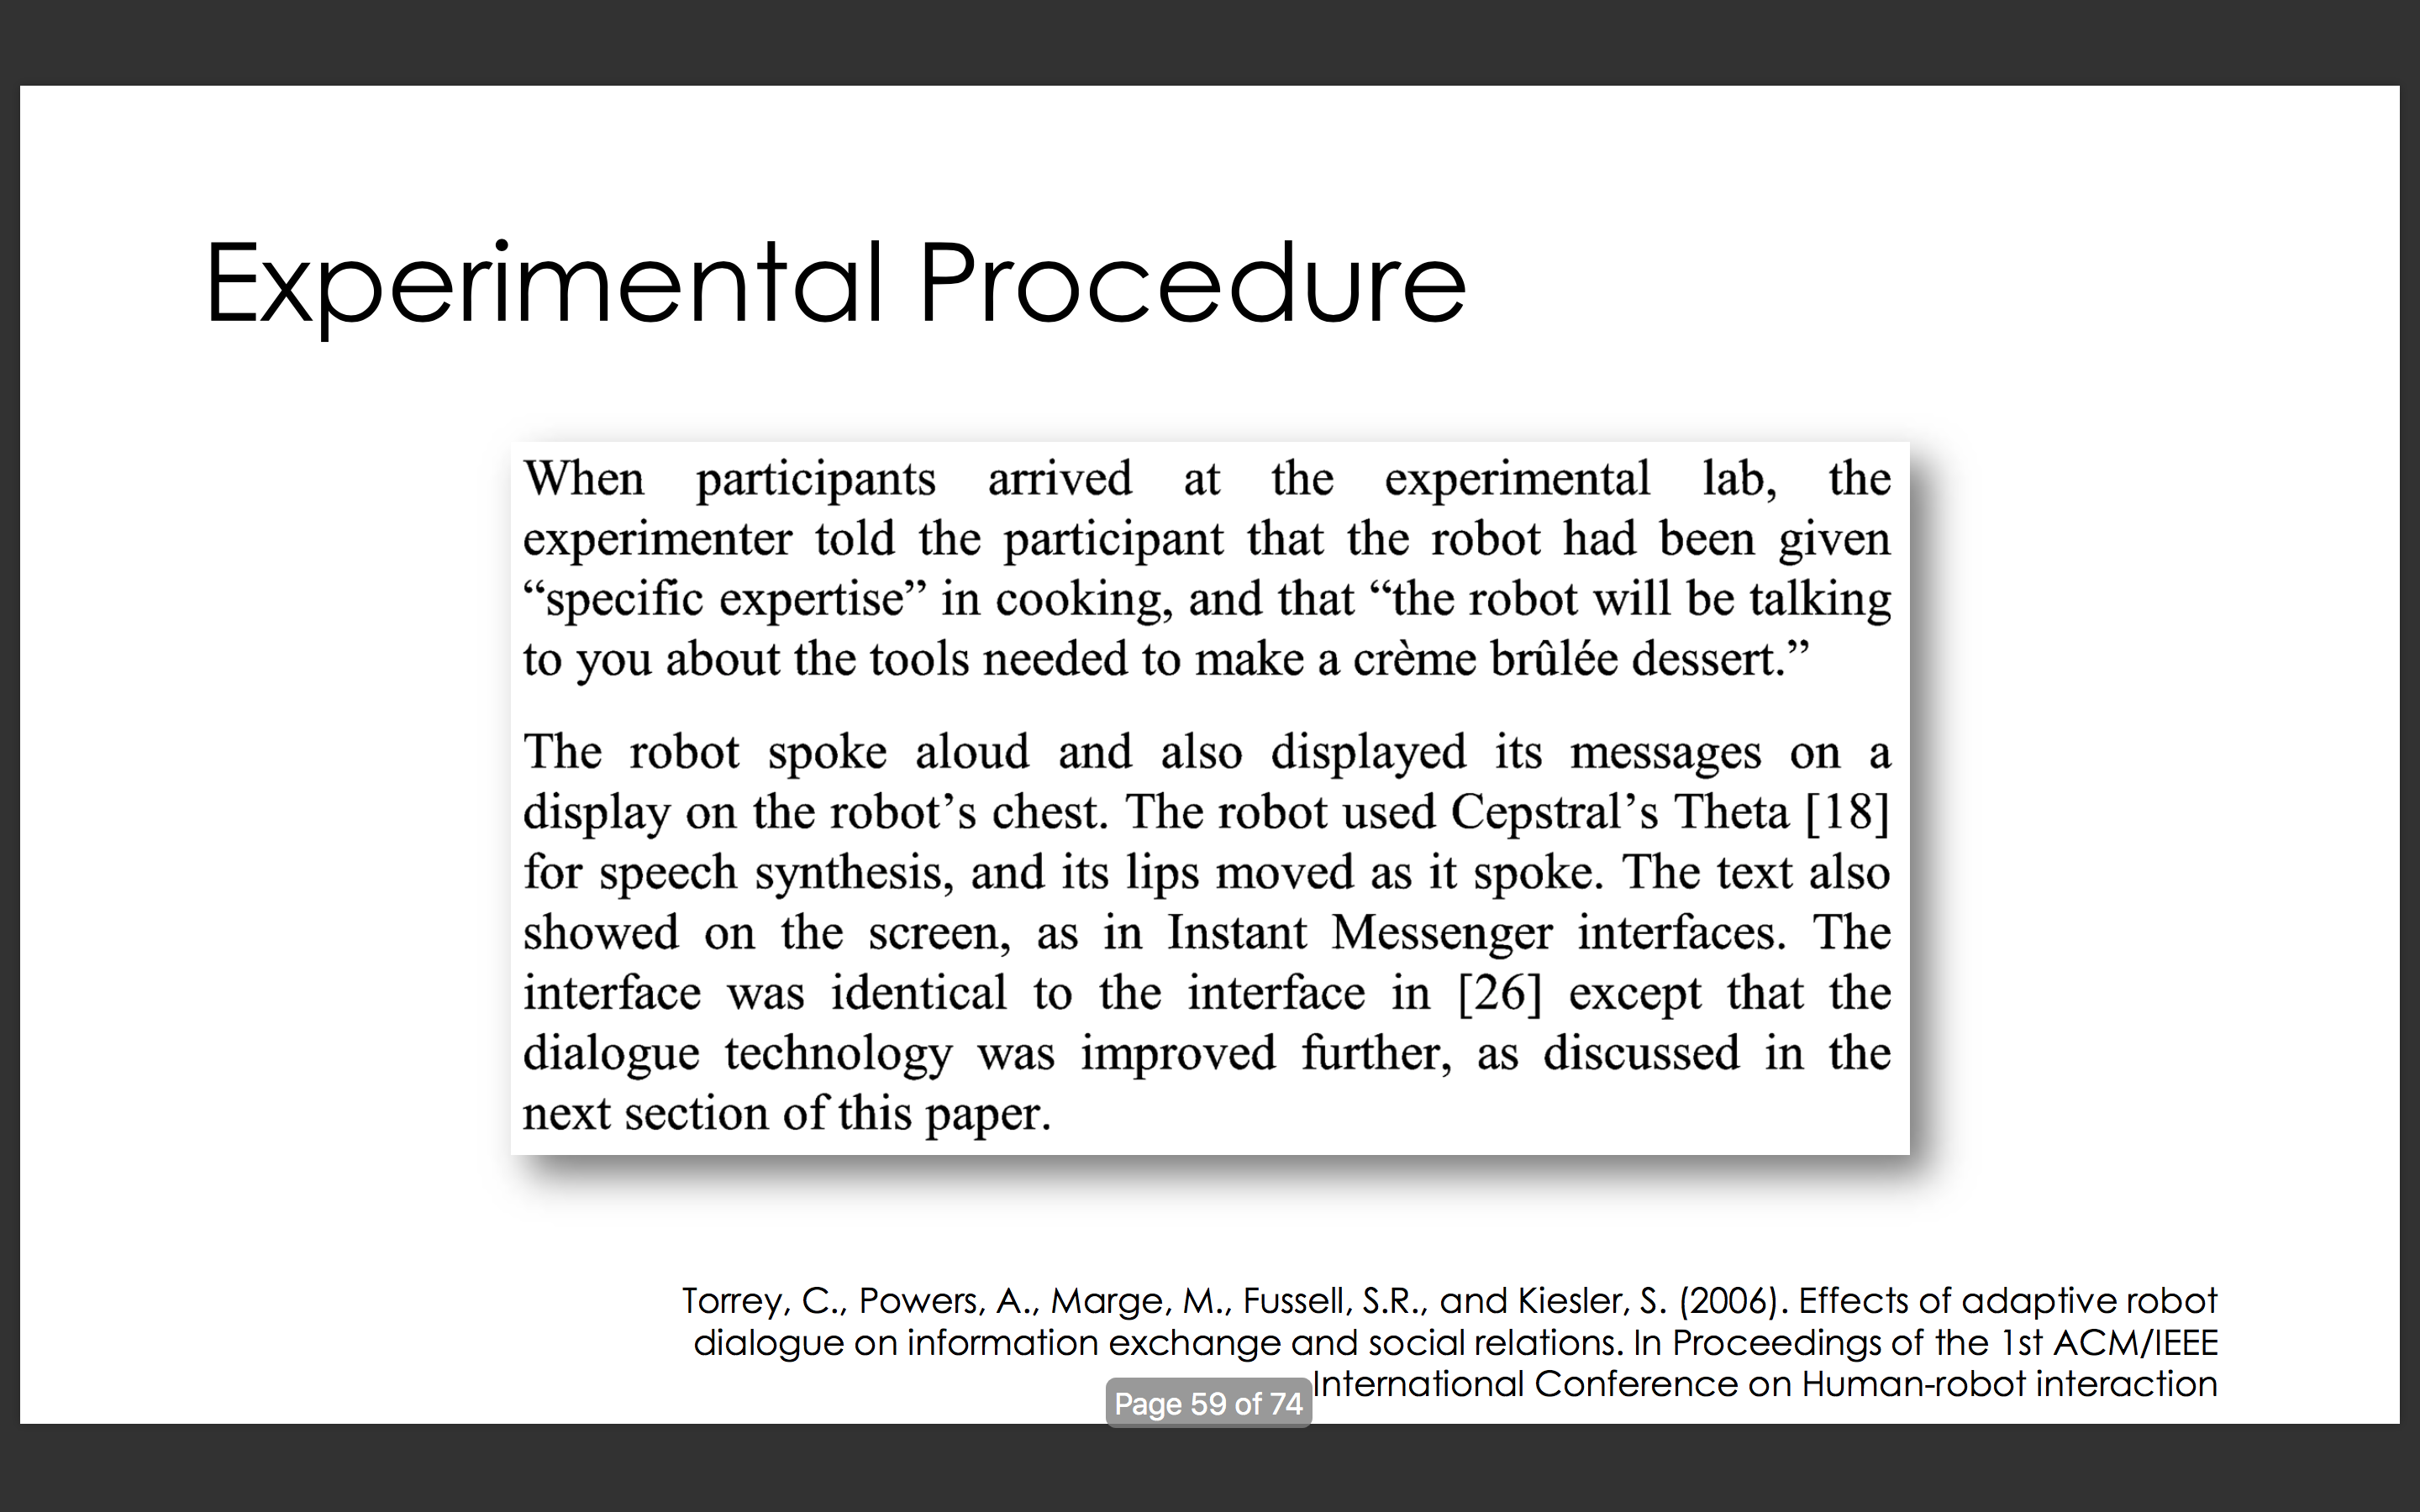 Experimental Procedure
When participants arrived at the experimental lab, the
experimenter told the participant that the robot had been given
“specific expertise” in cooking, and that “the robot will be talking
to you about the tools needed to make a crème brûlée dessert.”
The robot spoke aloud and also displayed its messages on a
display on the robot’s chest. The robot used Cepstral’s Theta [18]
for speech synthesis, and its lips moved as it spoke. The text also
showed on the screen, as in Instant Messenger interfaces. The
interface was identical to the interface in [26] except that the
dialogue technology was improved further, as discussed in the
next section of this paper.
Torrey, C., Powers, A., Marge, M., Fussell, S.R., and Kiesler, S. (2006). Effects of adaptive robot
dialogue on information exchange and social relations. In Proceedings of the 1st ACM/IEEE
International Conference on Human-robot interaction
Page 59 of 74